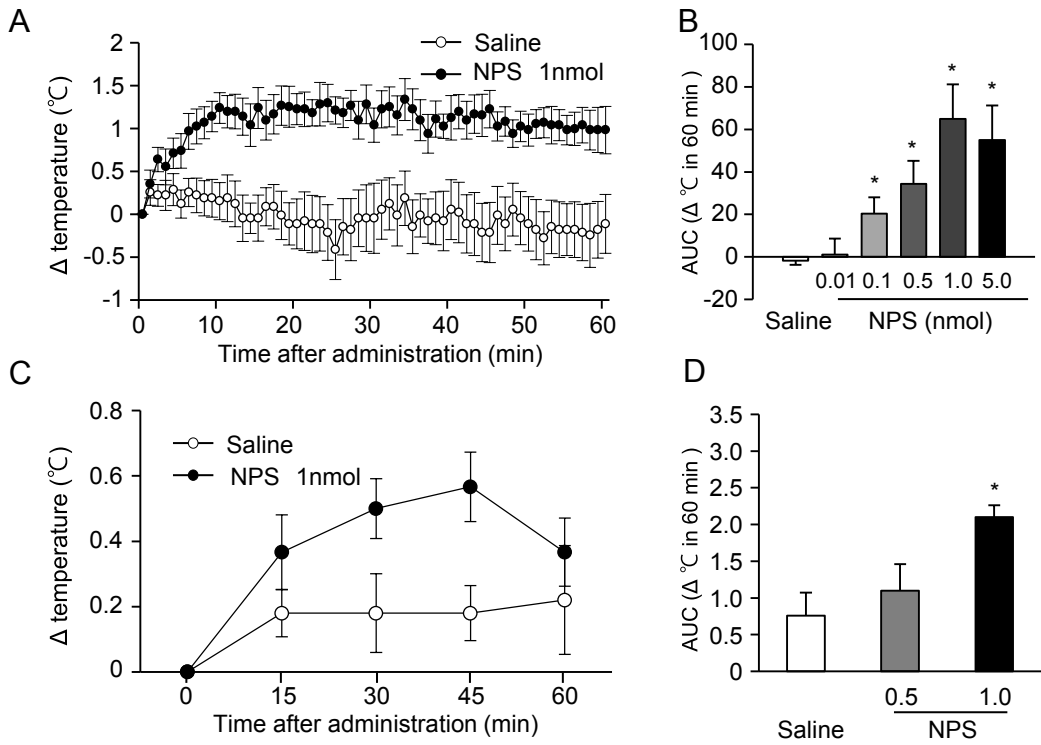 A
Saline
NPS 1nmol
Δ temperature (℃)
2
1.5
1
0.5
0
-0.5
-1
0 10 20 30 40 50 60
Time after administration (min)
B
AUC (Δ ℃ in 60 min)
100
80
60
40
20
0
-20
* * * *
0.01 0.1 0.5 1.0 5.0
Saline NPS (nmol)
C
Saline
NPS 1nmol
Δ temperature (℃)
0.8
0.6
0.4
0.2
0
0 15 30 45 60
Time after administration (min)
D
AUC (Δ ℃ in 60 min )
3.5
3.0
2.5
2.0
1.5
1.0
0.5
0
*
0.5 1.0
Saline NPS